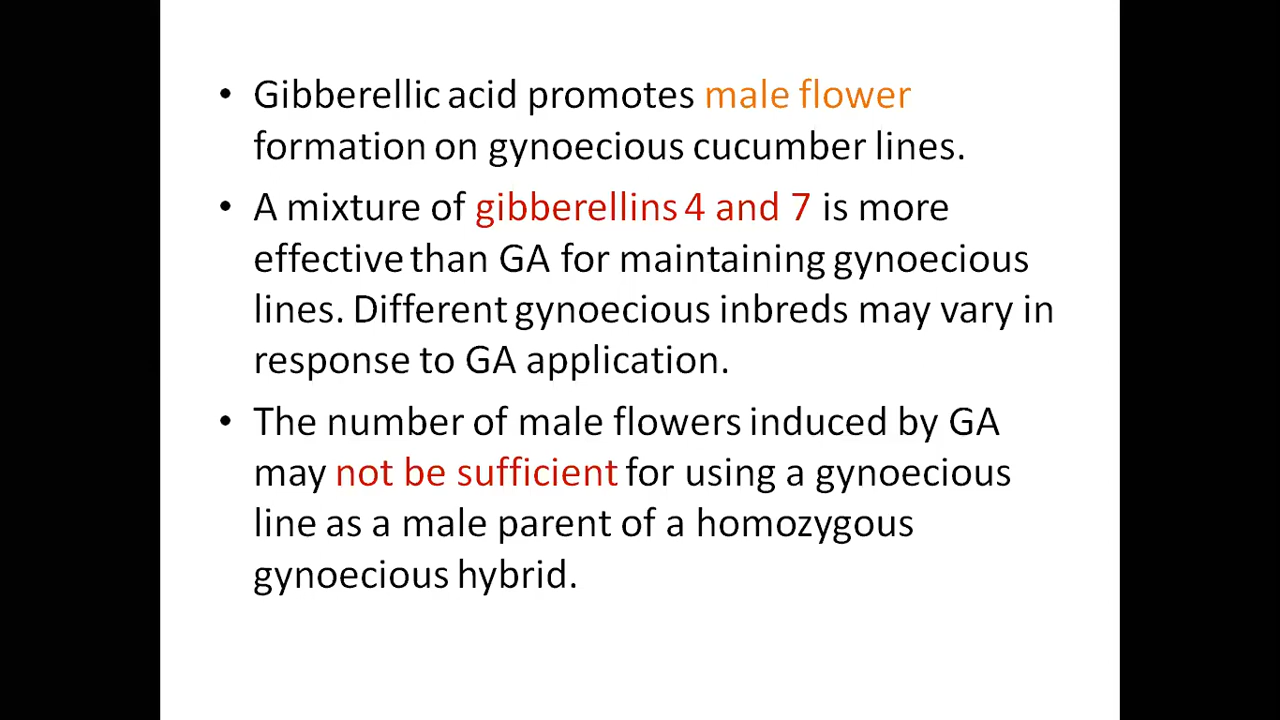 • Gibberellic acid promotes male flower
formation on gynoecious cucumber lines.
• A mixture of gibberellins 4 and 7 is more
effective than GA for maintaining gynoecious
lines. Different gynoecious inbreds may vary in
response to GA application.
• The number of male flowers induced by GA
may not be sufficient for using a gynoecious
line as a male parent of a homozygous
gynoecious hybrid.